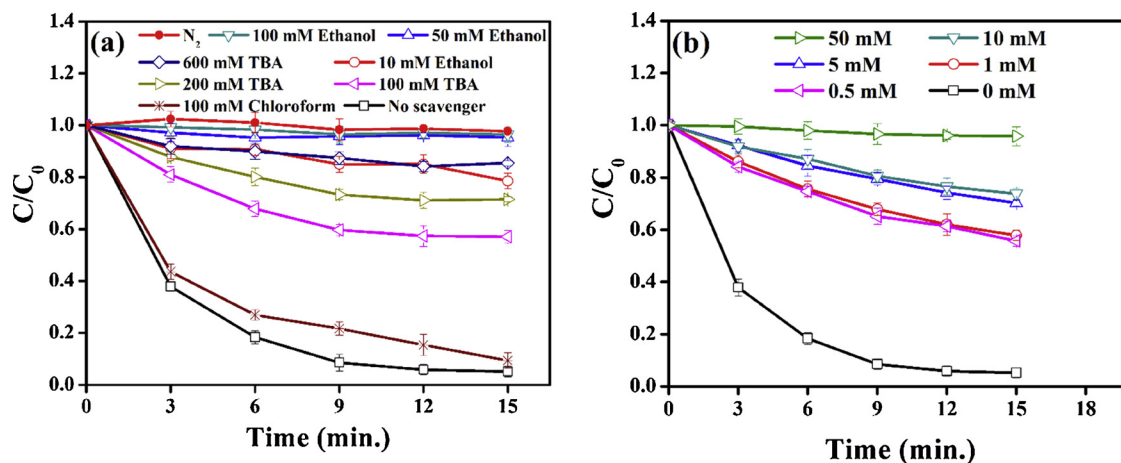 (a)
N2 100 mM Ethanol 50 mM Ethanol
600 mM TBA 10 mM Ethanol
200 mM TBA 100 mM TBA
100 mM Chloroform No scavenger
C/C0
1.4
1.2
1.0
0.8
0.6
0.4
0.2
0.0
0 3 6 9 12 15
Time (min.)
(b)
50 mM 10 mM
5 mM 1 mM
0.5 mM 0 mM
C/C0
1.4
1.2
1.0
0.8
0.6
0.4
0.2
0.0
0 3 6 9 12 15 18
Time (min.)